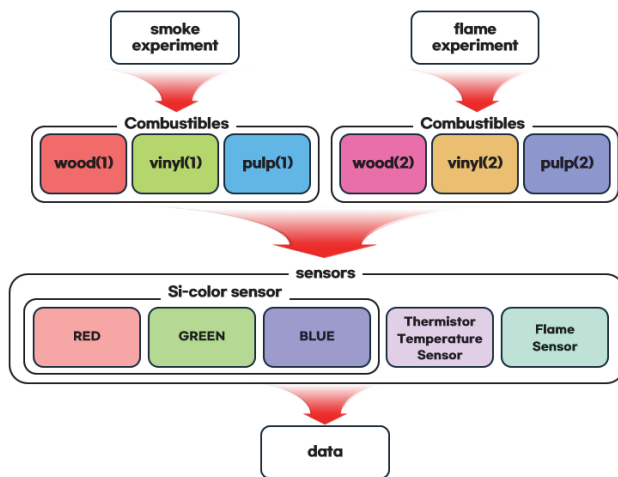 smoke
experiment
flame
experiment
Combustibles
wood(1)
vinyl(1)
pulp(1)
Combustibles
wood(2)
vinyl(2)
pulp(2)
sensors
Si-color sensor
RED
GREEN
BLUE
Thermistor
Temperature
Sensor
Flame
Sensor
data